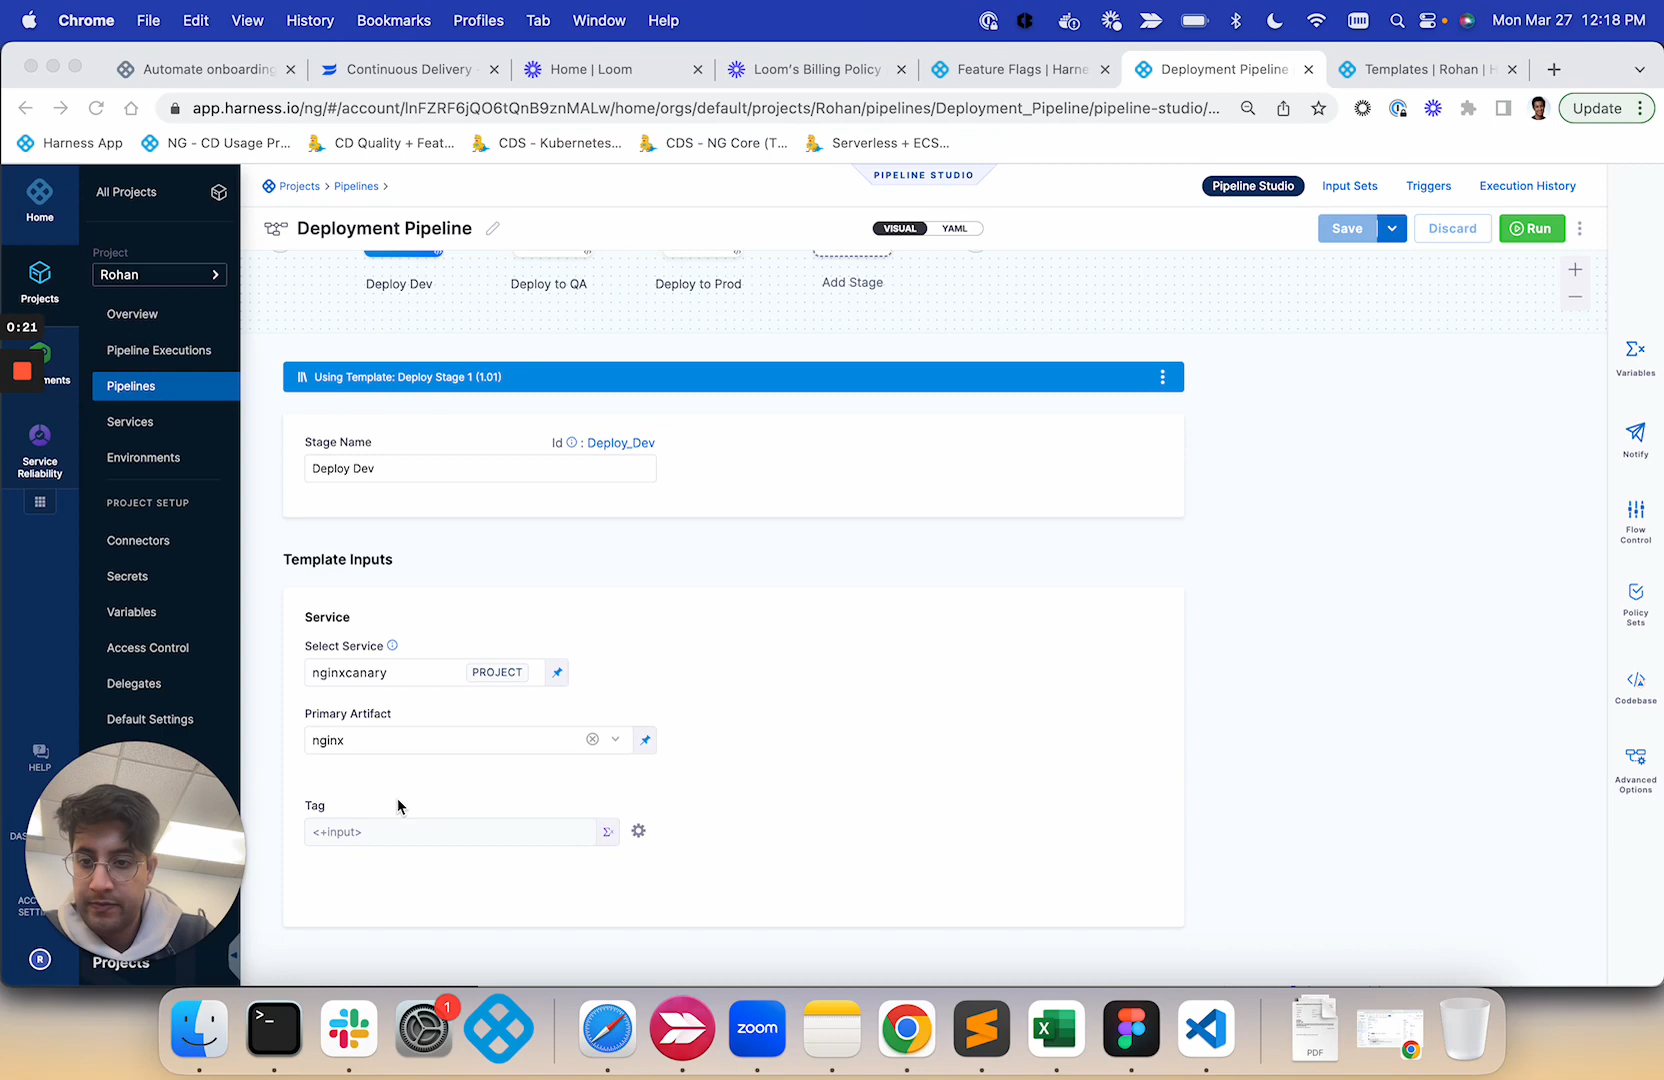 Chrome File Edit View History Bookmarks Profiles Tab Window Help Mon Mar 27 12:18 PM
Automate onboarding Continuous Delivery Home | Loom Loom's Billing Policy Feature Flags | Harne Deployment Pipeline Templates | Rohan | H
app.harness.io/ng/#/account/lnFZRF6jQO6tQnB9znMALw/home/orgs/default/projects/Rohan/pipelines/Deployment_Pipeline/pipeline-studio/... Update
Harness App NG - CD Usage Pr... CD Quality + Feat... CDS - Kubernetes... CDS - NG Core (T... Serverless + ECS...
Home
Projects
0:21
ments
Service
Reliability
HELP
DAS
ACC
SETTI
R
All Projects
Project
Rohan
Overview
Pipeline Executions
Pipelines
Services
Environments
PROJECT SETUP
Connectors
Secrets
Variables
Access Control
Delegates
Default Settings
Projects
Projects > Pipelines >
PIPELINE STUDIO
Pipeline Studio Input Sets Triggers Execution History
Deployment Pipeline
VISUAL YAML
Save Discard Run
Deploy Dev Deploy to QA Deploy to Prod Add Stage
Using Template: Deploy Stage 1 (1.01)
Stage Name Id : Deploy_Dev
Deploy Dev
Template Inputs
Service
Select Service
nginxcanary PROJECT
Primary Artifact
nginx
Tag
<+input>
Variables
Notify
Flow
Control
Policy
Sets
Codebase
Advanced
Options
1
zoom
PDF